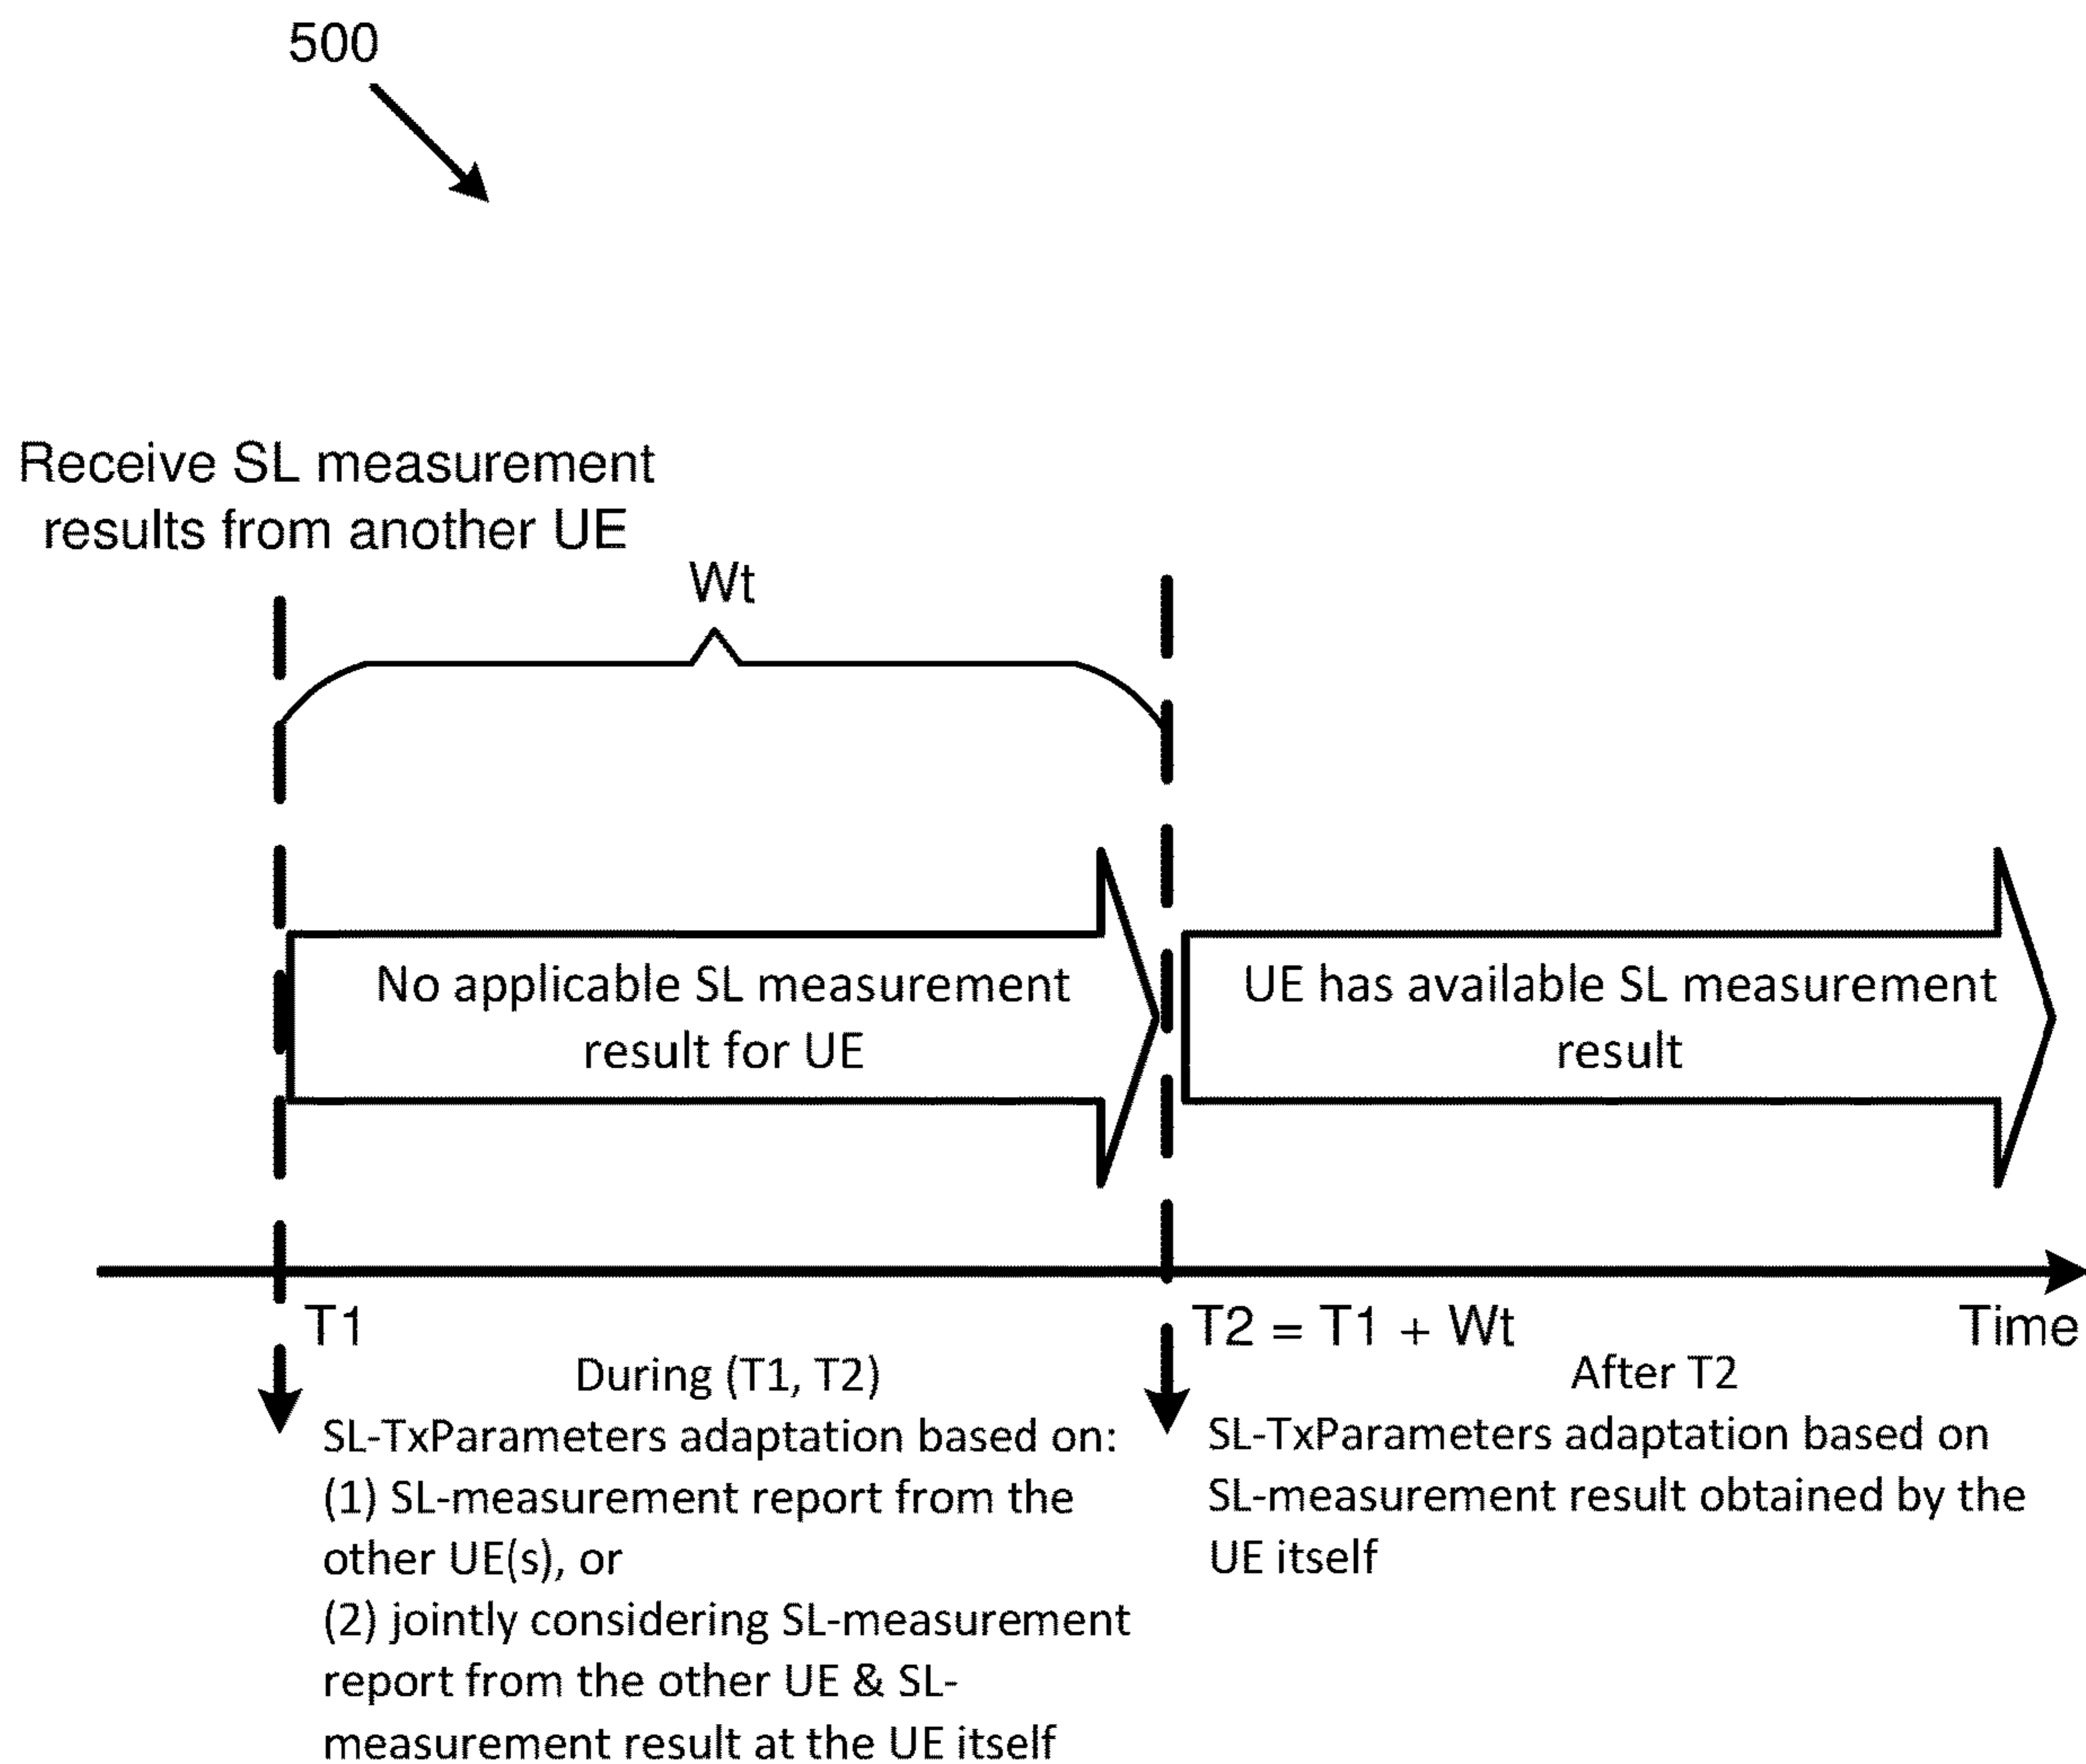 500
Receive SL measurement
results from another UE
Wt
No applicable SL measurement
result for UE
UE has available SL measurement
result
T1
T2 = T1 + Wt
Time
During (T1, T2)
SL-TxParameters adaptation based on:
(1) SL-measurement report from the
other UE(s), or
(2) jointly considering SL-measurement
report from the other UE & SL-
measurement result at the UE itself
After T2
SL-TxParameters adaptation based on
SL-measurement result obtained by the
UE itself